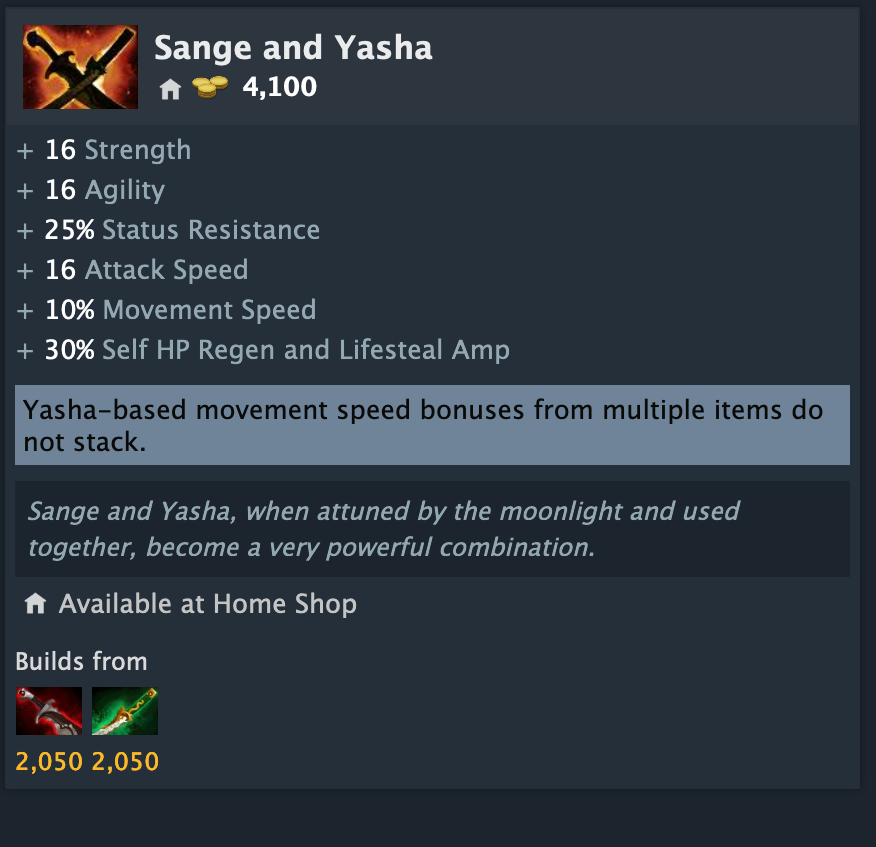 Sange and Yasha
4,100
+ 16 Strength
+ 16 Agility
+ 25% Status Resistance
+ 16 Attack Speed
+ 10% Movement Speed
+ 30% Self HP Regen and Lifesteal Amp
Yasha-based movement speed bonuses from multiple items do
not stack.
Sange and Yasha, when attuned by the moonlight and used
together, become a very powerful combination.
Available at Home Shop
Builds from
2,050 2,050